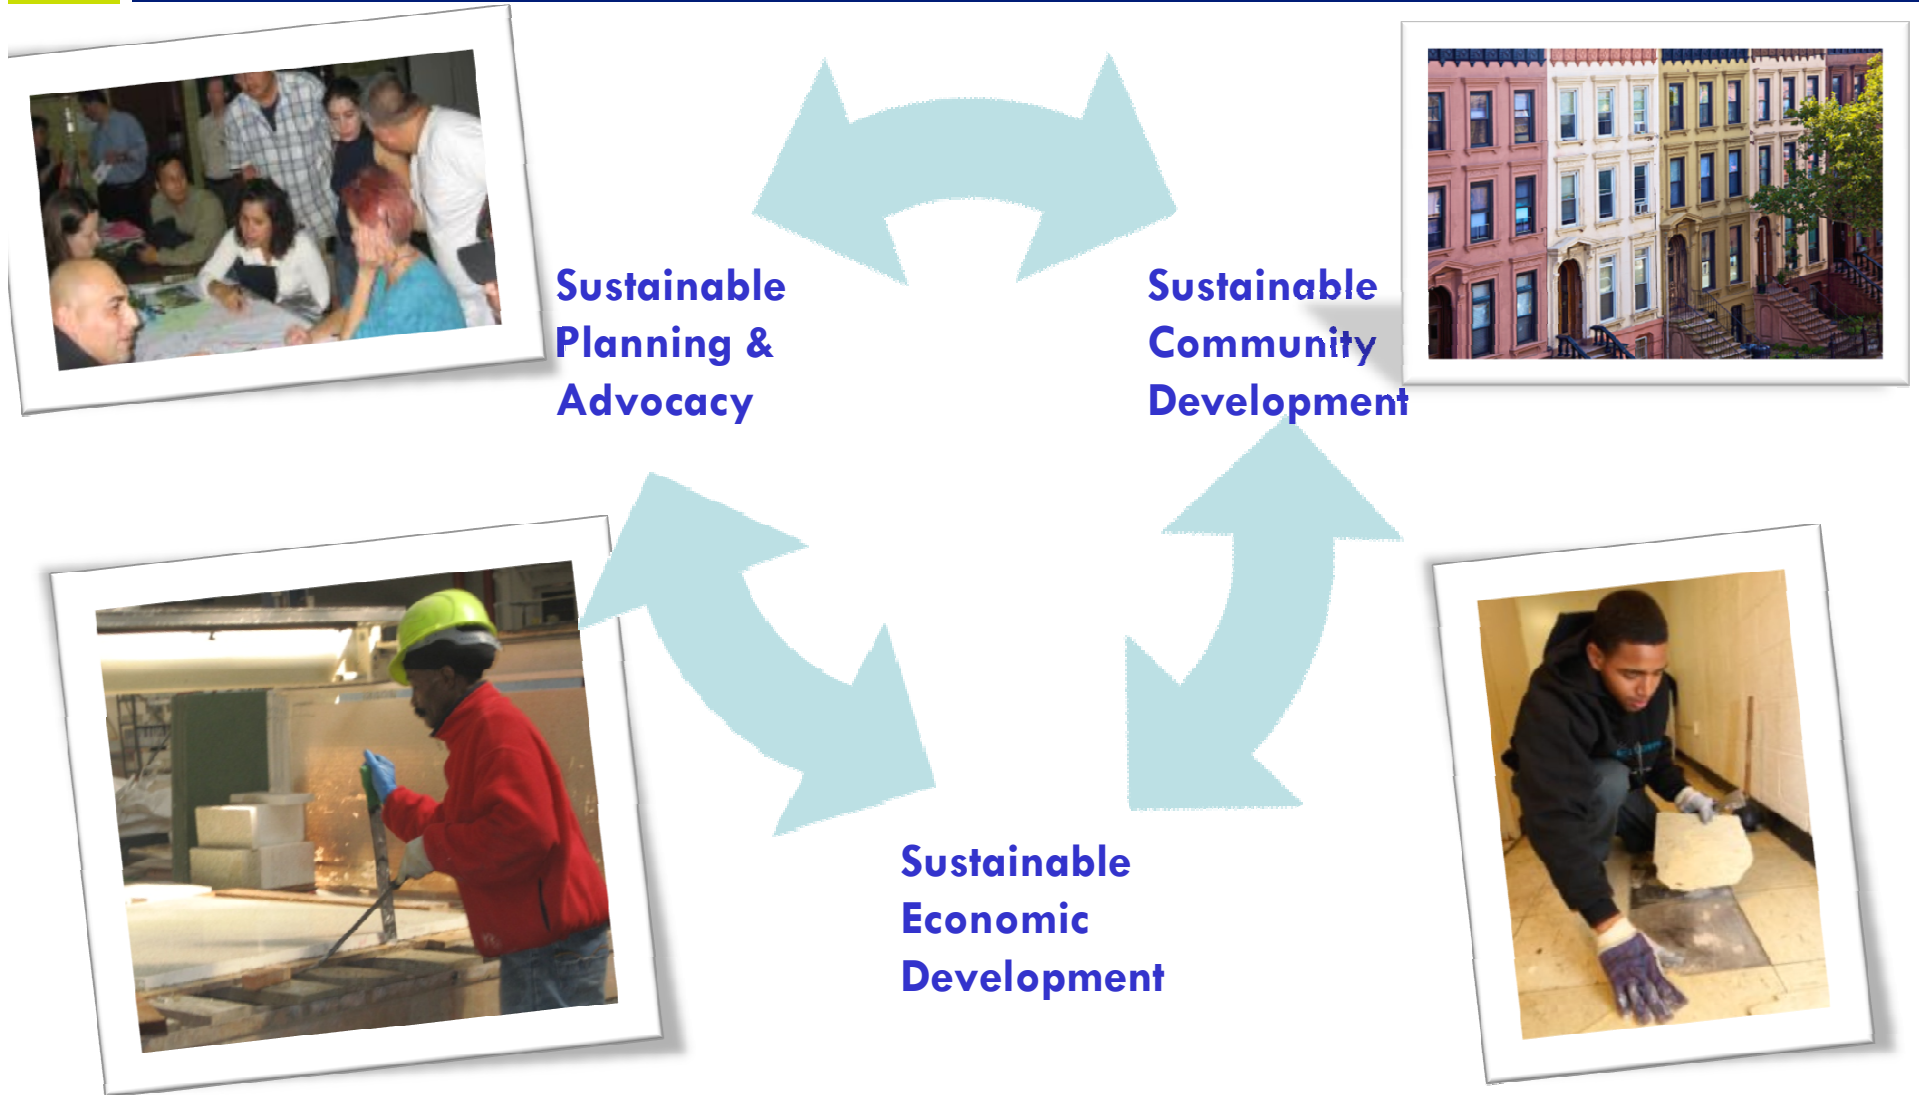 Sustainable
Planning &
Advocacy
Sustainable
Community
Development
Sustainable
Economic
Development